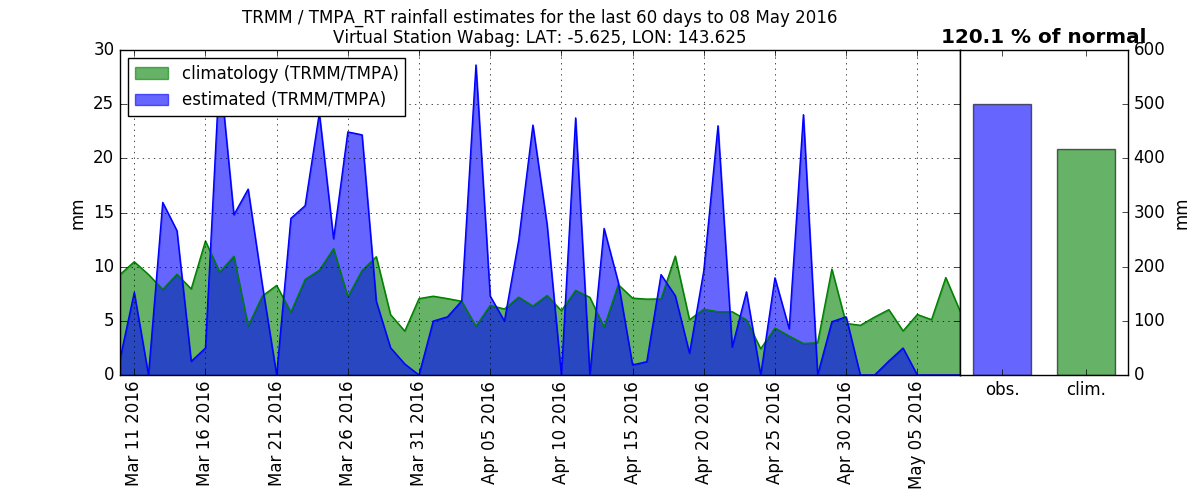 TRMM / TMPA_RT rainfall estimates for the last 60 days to 08 May 2016
Virtual Station Wabag: LAT: -5.625, LON: 143.625
120.1 % of normal
climatology (TRMM/TMPA)
estimated (TRMM/TMPA)
mm
30
25
20
15
10
5
0
Mar 11 2016
Mar 16 2016
Mar 21 2016
Mar 26 2016
Mar 31 2016
Apr 05 2016
Apr 10 2016
Apr 15 2016
Apr 20 2016
Apr 25 2016
Apr 30 2016
May 05 2016
obs.
clim.
600
500
400
300
200
100
0
mm